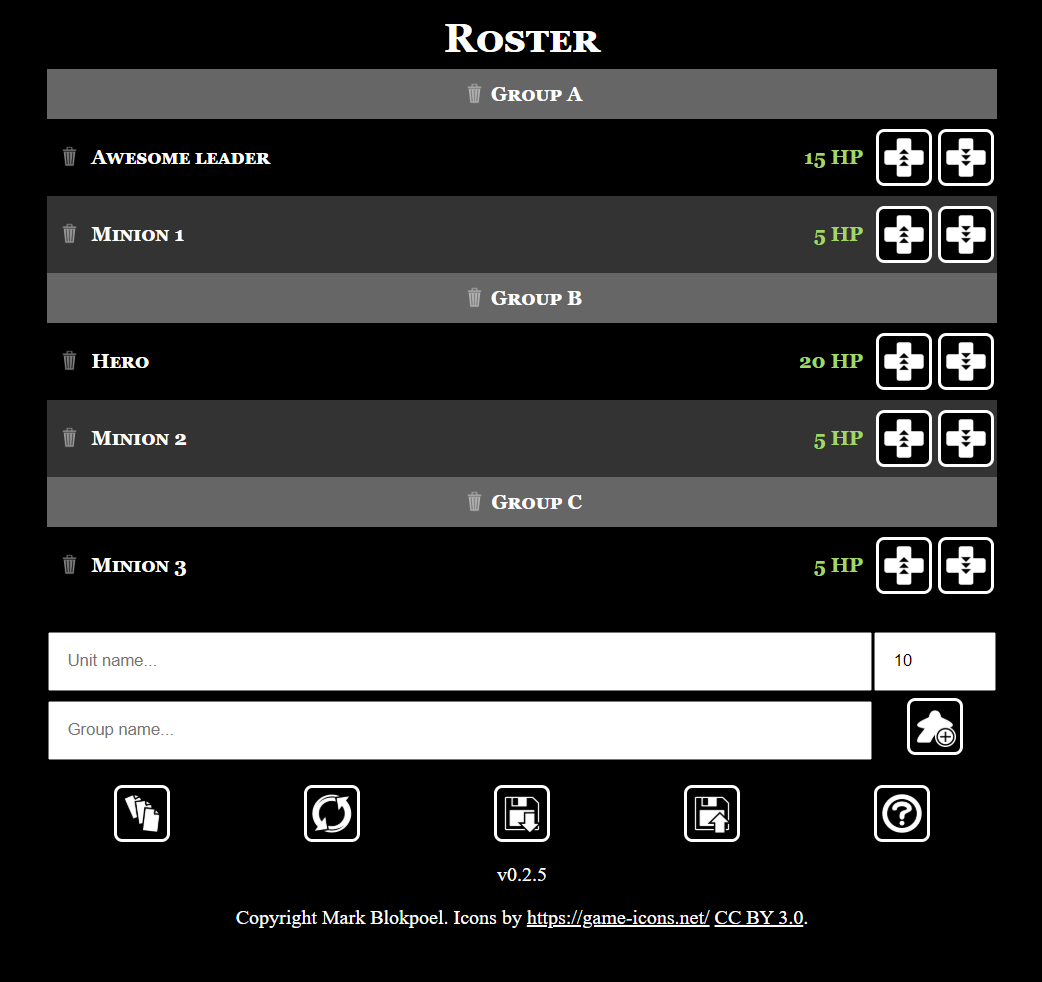 Roster
Group A
Awesome leader 15 HP
Minion 1 5 HP
Group B
Hero 20 HP
Minion 2 5 HP
Group C
Minion 3 5 HP
Unit name... 10
Group name...
v0.2.5
Copyright Mark Blokpoel. Icons by https://game-icons.net/ CC BY 3.0.